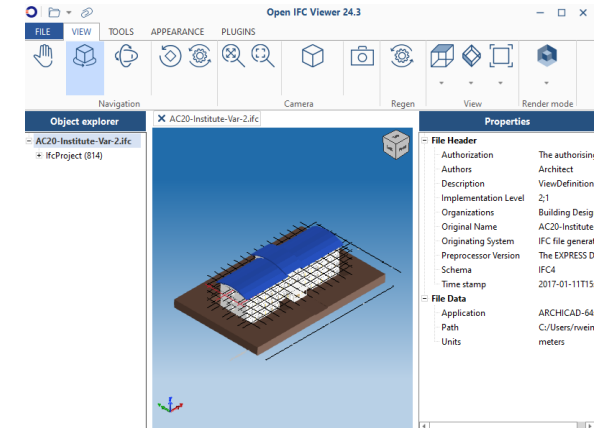 Open IFC Viewer 24.3
FILE VIEW TOOLS APPEARANCE PLUGINS
Navigation Camera Regen View Render mode
Object explorer
AC20-Institute-Var-2.ifc
IfcProject (814)
AC20-Institute-Var-2.ifc
Properties
File Header
Authorization The authorising
Authors Architect
Description ViewDefinition
Implementation Level 2;1
Organizations Building Desig
Original Name AC20-Institute
Originating System IFC file generat
Preprocessor Version The EXPRESS D
Schema IFC4
Time stamp 2017-01-11T15
File Data
Application ARCHICAD-64
Path C:/Users/rwein
Units meters